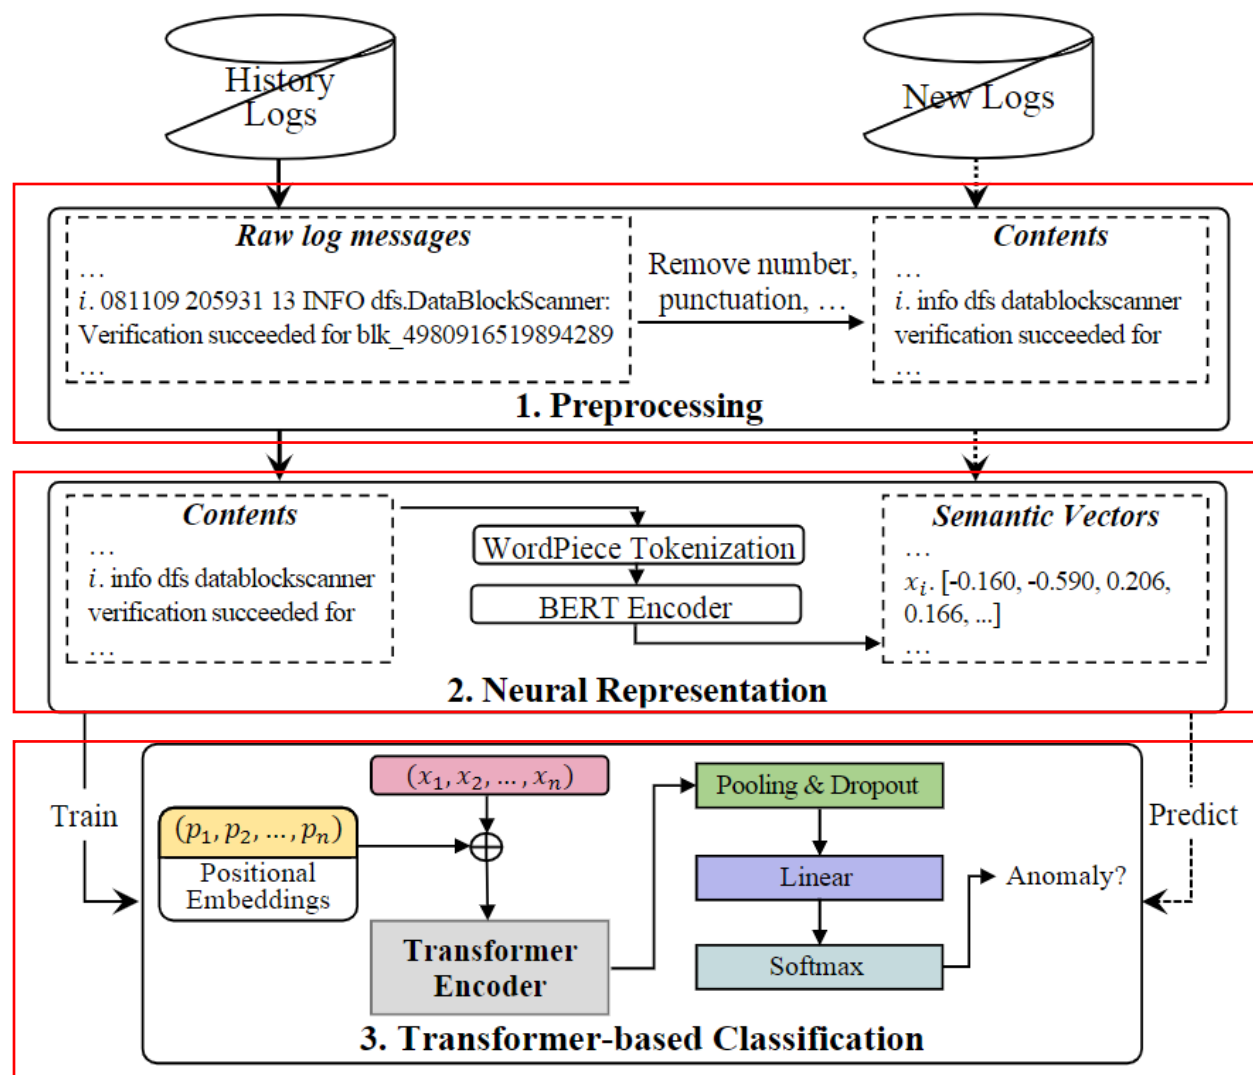 History
Logs
New Logs
Raw log messages
…
i. 081109 205931 13 INFO dfs.DataBlockScanner:
Verification succeeded for blk_4980916519894289
…
Remove number,
punctuation, …
Contents
…
i. info dfs datablockscanner
verification succeeded for
…
1. Preprocessing
Contents
…
i. info dfs datablockscanner
verification succeeded for
…
WordPiece Tokenization
BERT Encoder
Semantic Vectors
…
xᵢ. [-0.160, -0.590, 0.206,
0.166, ...]
…
2. Neural Representation
Train
(x₁, x₂, …, xₙ)
(p₁, p₂, …, pₙ)
Positional
Embeddings
Transformer
Encoder
Pooling & Dropout
Linear
Softmax
Anomaly?
Predict
3. Transformer-based Classification